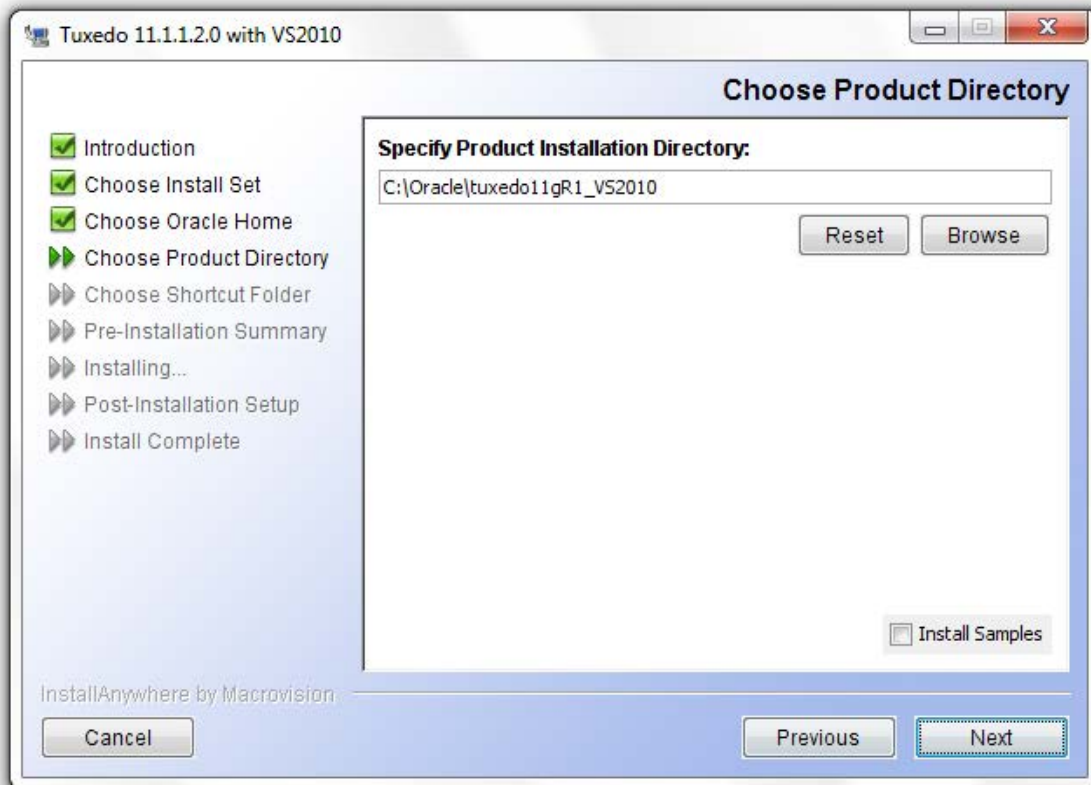 Tuxedo 11.1.1.2.0 with VS2010
Choose Product Directory
Introduction
Choose Install Set
Choose Oracle Home
Choose Product Directory
Choose Shortcut Folder
Pre-Installation Summary
Installing...
Post-Installation Setup
Install Complete
Specify Product Installation Directory:
C:\Oracle\tuxedo11gR1_VS2010
Reset Browse
Install Samples
InstallAnywhere by Macrovision
Cancel Previous Next